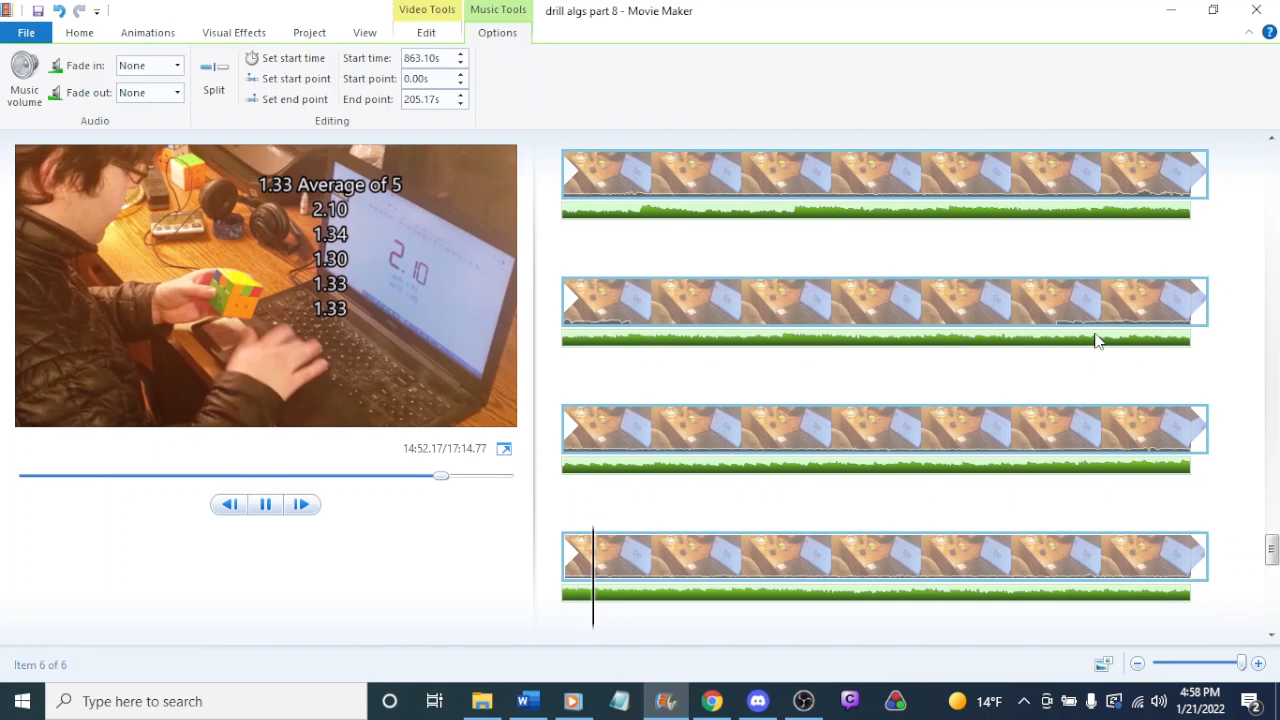 Video Tools
Music Tools
drill algs part 8 - Movie Maker
File
Home
Animations
Visual Effects
Project
View
Edit
Options
Music volume
Fade in:
None
Fade out:
None
Audio
Split
Set start time
Set start point
Set end point
Start time:
863.10s
Start point:
0.00s
End point:
205.17s
Editing
1.33 Average of 5
2.10
1.34
1.30
1.33
1.33
2.10
14:52.17/17:14.77
Item 6 of 6
Type here to search
14°F
4:58 PM
1/21/2022
2